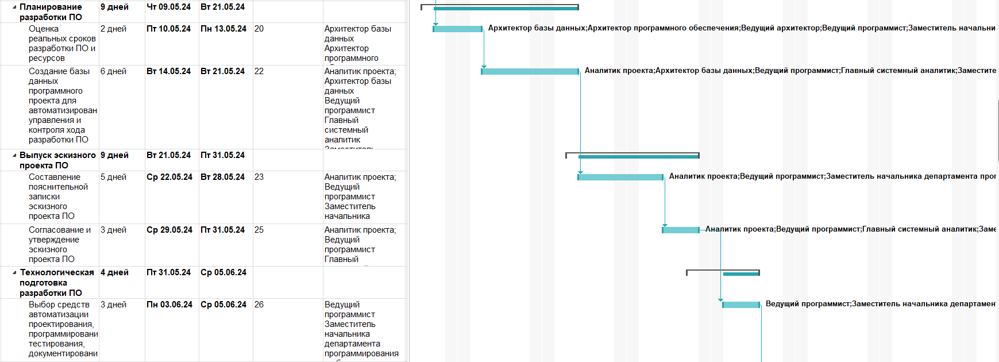 Планирование 9 дней Чт 09.05.24 Вт 21.05.24
разработки ПО
Оценка 2 дней Пт 10.05.24 Пн 13.05.24 20 Архитектор базы Архитектор базы данных;Архитектор программного обеспечения;Ведущий архитектор;Ведущий программист;Заместитель начальни
реальных сроков данных
разработки ПО и Архитектор
ресурсов программного
Создание базы 6 дней Вт 14.05.24 Вт 21.05.24 22 Аналитик проекта; Аналитик проекта;Архитектор базы данных;Ведущий программист;Главный системный аналитик;Заместите
данных Архитектор базы
программного данных
проекта для Ведущий
автоматизирован программист
управления и Главный
контроля хода системный
разработки ПО аналитик
Заместитель
Выпуск эскизного 9 дней Вт 21.05.24 Пт 31.05.24
проекта ПО
Составление 5 дней Ср 22.05.24 Вт 28.05.24 23 Аналитик проекта; Аналитик проекта;Ведущий программист;Заместитель начальника департамента прог
пояснительной Ведущий
записки программист
эскизного Заместитель
проекта ПО начальника
Согласование и 3 дней Ср 29.05.24 Пт 31.05.24 25 Аналитик проекта; Аналитик проекта;Ведущий программист;Главный системный аналитик;Заме
утверждение Ведущий
эскизного программист
проекта ПО Главный
Технологическая 4 дней Пт 31.05.24 Ср 05.06.24
подготовка
разработки ПО
Выбор средств 3 дней Пн 03.06.24 Ср 05.06.24 26 Ведущий Ведущий программист;Заместитель начальника департамен
автоматизации программист
проектирования, Заместитель
программировани начальника
тестирования, департамента
документировани программирования